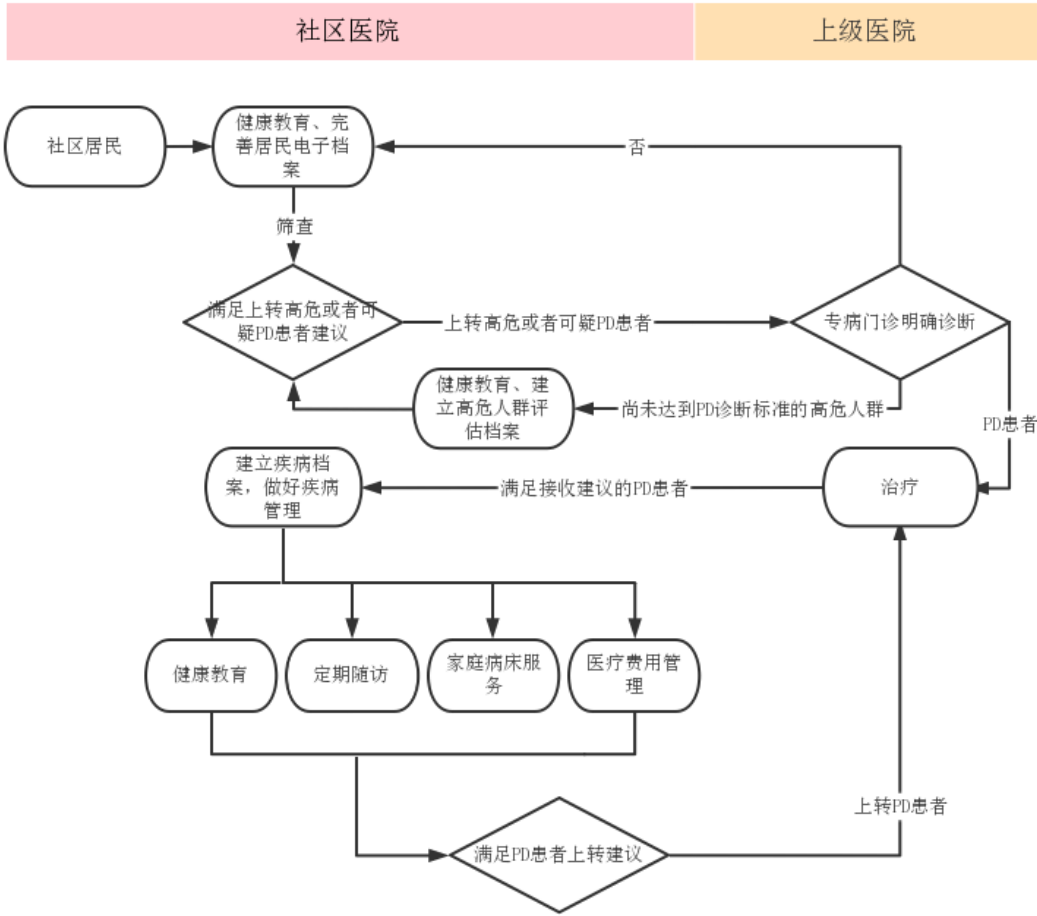 社区医院
上级医院
社区居民
健康教育、完
善居民电子档
案
否
筛查
满足上转高危或者可
疑PD患者建议
上转高危或者可疑PD患者
专病门诊明确诊断
健康教育、建
立高危人群评
估档案
尚未达到PD诊断标准的高危人群
PD患者
建立疾病档
案，做好疾病
管理
满足接收建议的PD患者
治疗
健康教育
定期随访
家庭病床服
务
医疗费用管
理
上转PD患者
满足PD患者上转建议